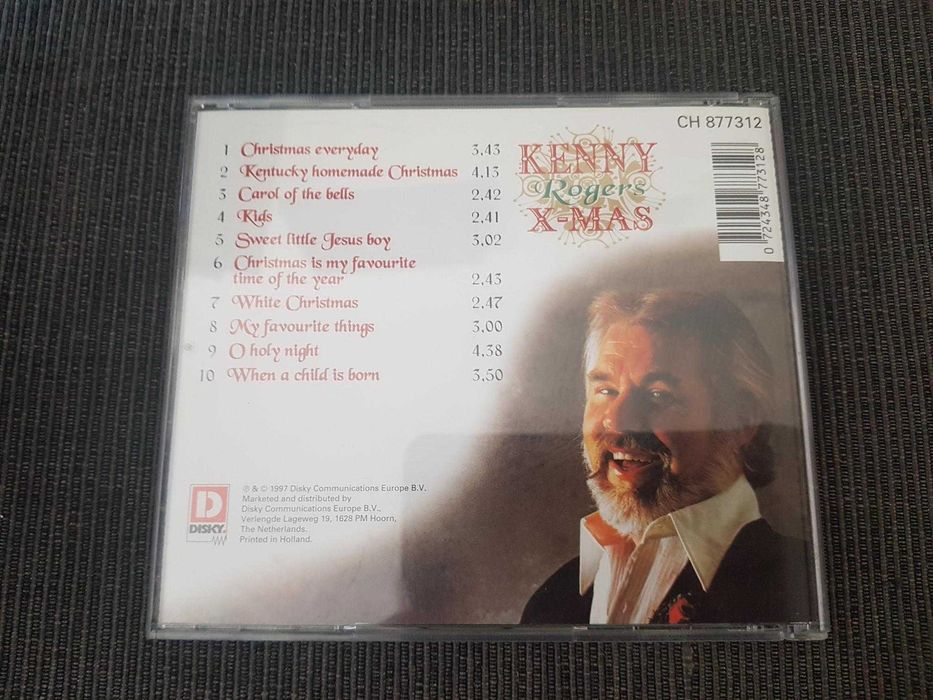 CH 877312
KENNY
Rogers
X-MAS
0 724348 773128
1 Christmas everyday 3,43
2 Kentucky homemade Christmas 4,13
3 Carol of the bells 2,42
4 Kids 2,41
5 Sweet little Jesus boy 3,02
6 Christmas is my favourite
time of the year 2,43
7 White Christmas 2,47
8 My favourite things 3,00
9 O holy night 4,38
10 When a child is born 3,50
D
DISKY
℗ & © 1997 Disky Communications Europe B.V.
Marketed and distributed by
Disky Communications Europe B.V.,
Verlengde Lageweg 19, 1628 PM Hoorn,
The Netherlands.
Printed in Holland.